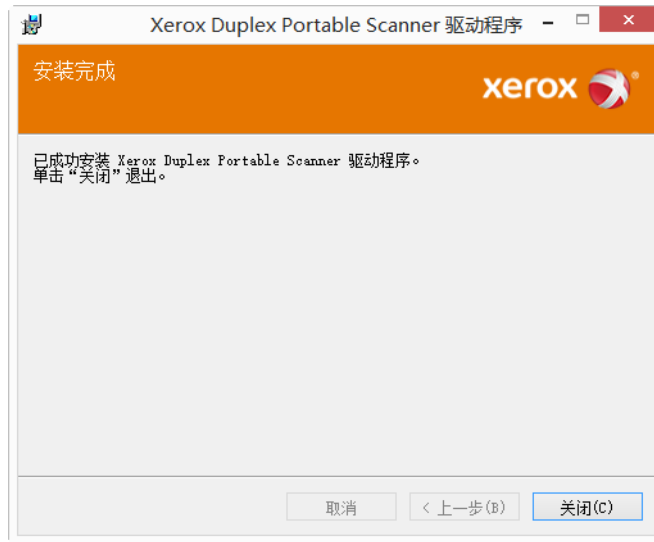 Xerox Duplex Portable Scanner 驱动程序
安装完成
xerox
已成功安装 Xerox Duplex Portable Scanner 驱动程序。
单击“关闭”退出。
取消
< 上一步(B)
关闭(C)